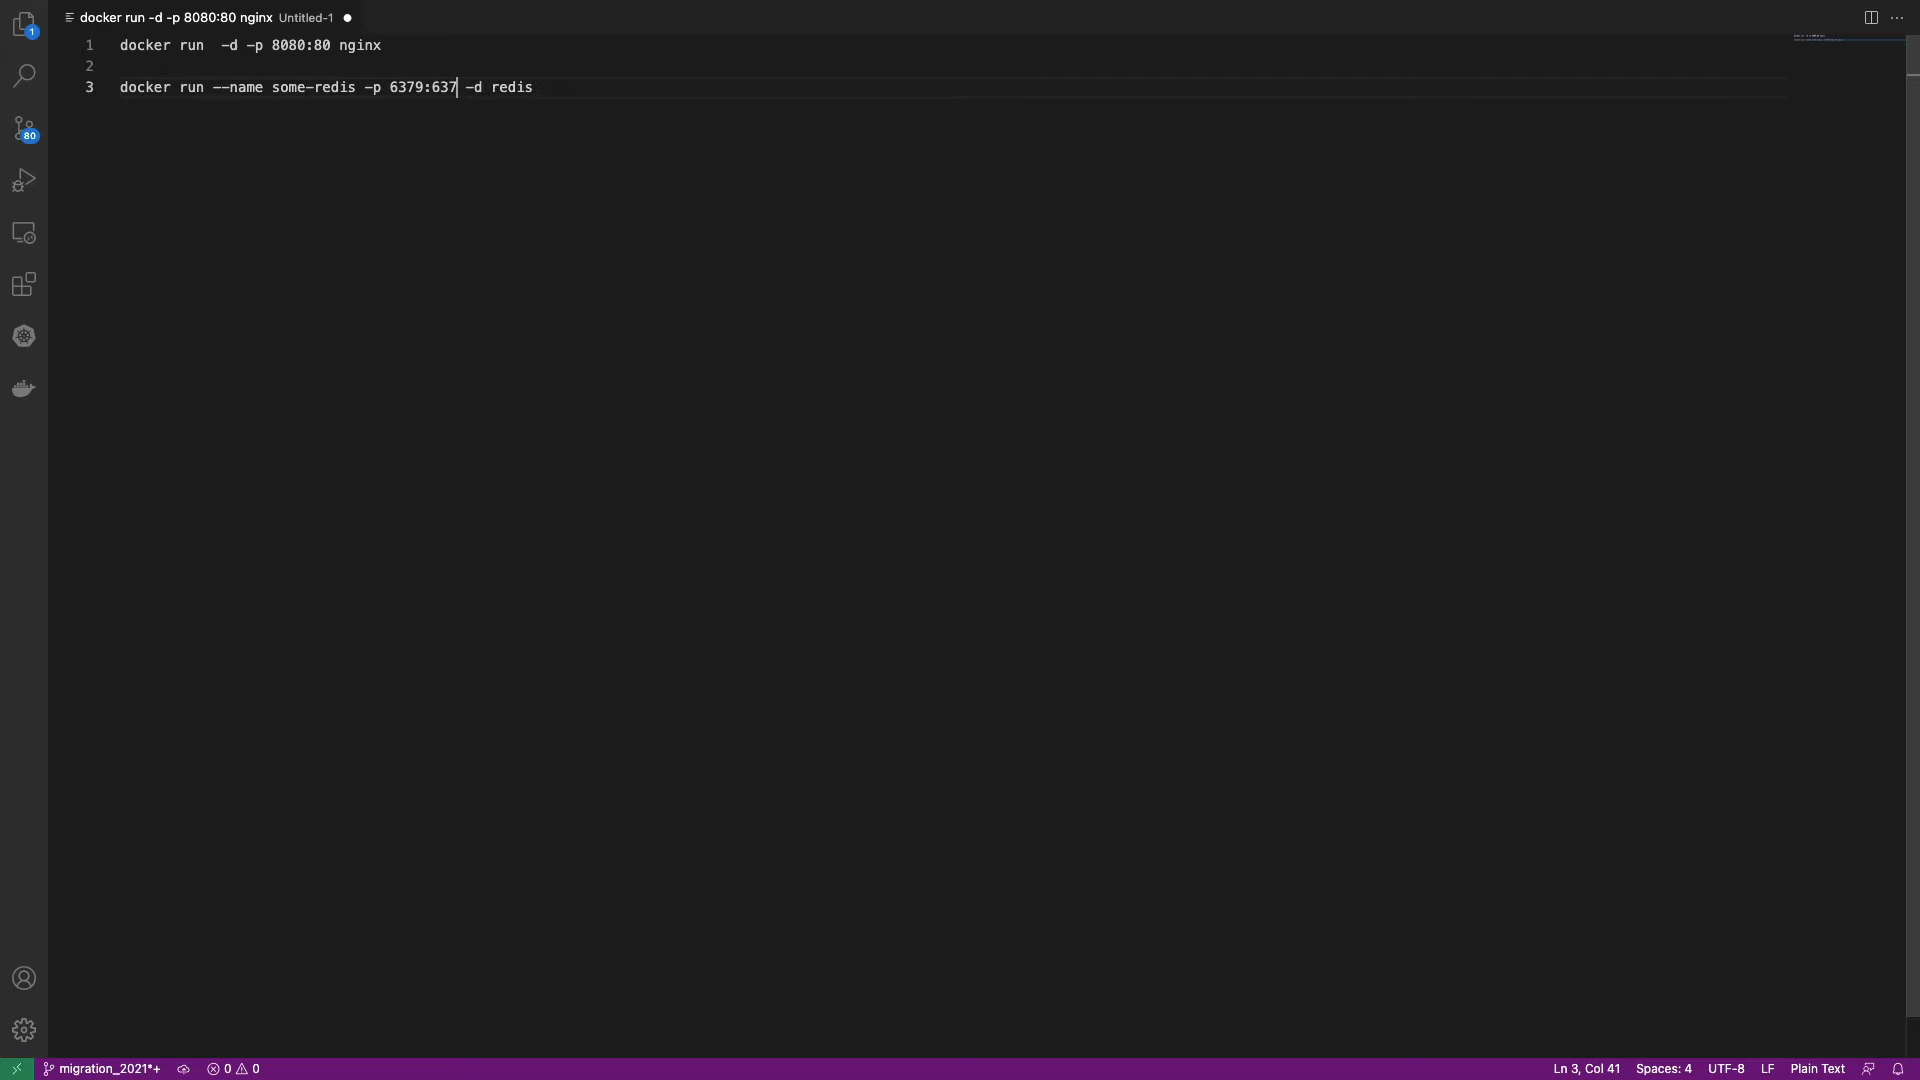 docker run -d -p 8080:80 nginx Untitled-1
1
1 docker run  -d -p 8080:80 nginx
2
3 docker run --name some-redis -p 6379:637 -d redis
80
migration_2021*+ 0 0 Ln 3, Col 41 Spaces: 4 UTF-8 LF Plain Text